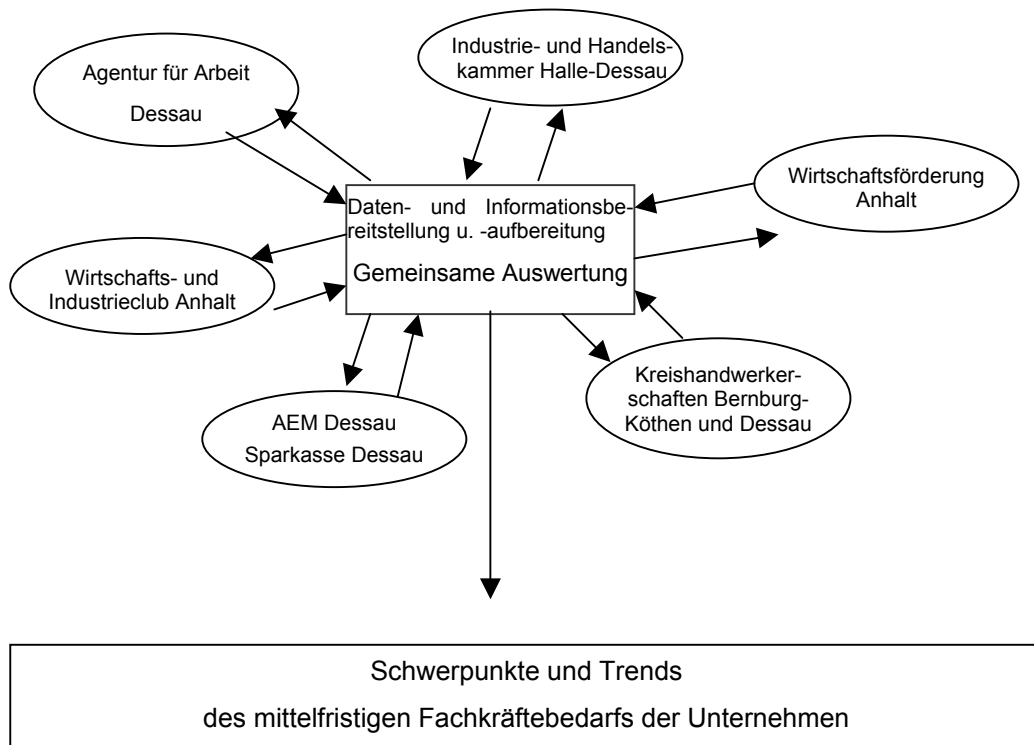 Industrie- und Handels-
kammer Halle-Dessau
Agentur für Arbeit
Dessau
Wirtschaftsförderung
Anhalt
Daten- und Informationsbe-
reitstellung u. -aufbereitung
Gemeinsame Auswertung
Wirtschafts- und
Industrieclub Anhalt
Kreishandwerker-
schaften Bernburg-
Köthen und Dessau
AEM Dessau
Sparkasse Dessau
Schwerpunkte und Trends
des mittelfristigen Fachkräftebedarfs der Unternehmen